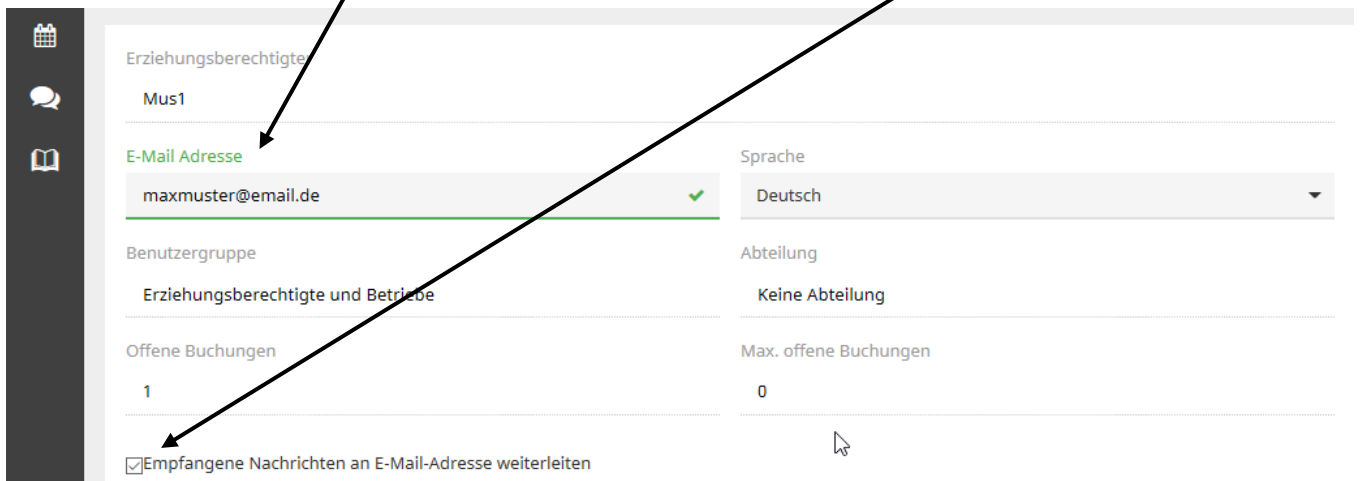 Erziehungsberechtigter
Mus1
E-Mail Adresse
Sprache
maxmuster@email.de
Deutsch
Benutzergruppe
Abteilung
Erziehungsberechtigte und Betriebe
Keine Abteilung
Offene Buchungen
Max. offene Buchungen
1
0
Empfangene Nachrichten an E-Mail-Adresse weiterleiten